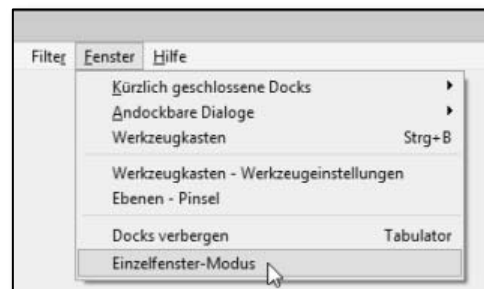 Filter Fenster Hilfe
Kürzlich geschlossene Docks
Andockbare Dialoge
Werkzeugkasten Strg+B
Werkzeugkasten - Werkzeugeinstellungen
Ebenen - Pinsel
Docks verbergen Tabulator
Einzelfenster-Modus